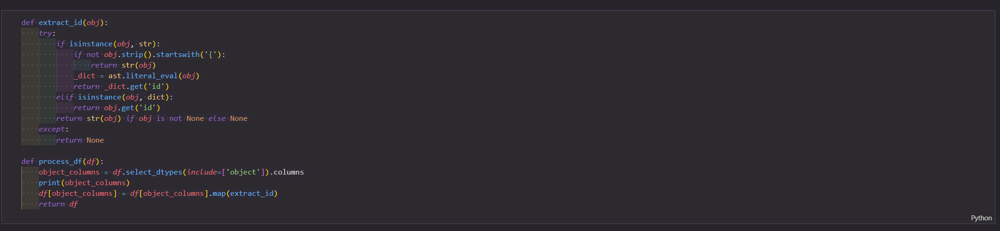 def extract_id(obj):
    try:
        if isinstance(obj, str):
            if not obj.strip().startswith('{'):
                return str(obj)
            _dict = ast.literal_eval(obj)
            return _dict.get('id')
        elif isinstance(obj, dict):
            return obj.get('id')
        return str(obj) if obj is not None else None
    except:
        return None

def process_df(df):
    object_columns = df.select_dtypes(include=['object']).columns
    print(object_columns)
    df[object_columns] = df[object_columns].map(extract_id)
    return df
Python